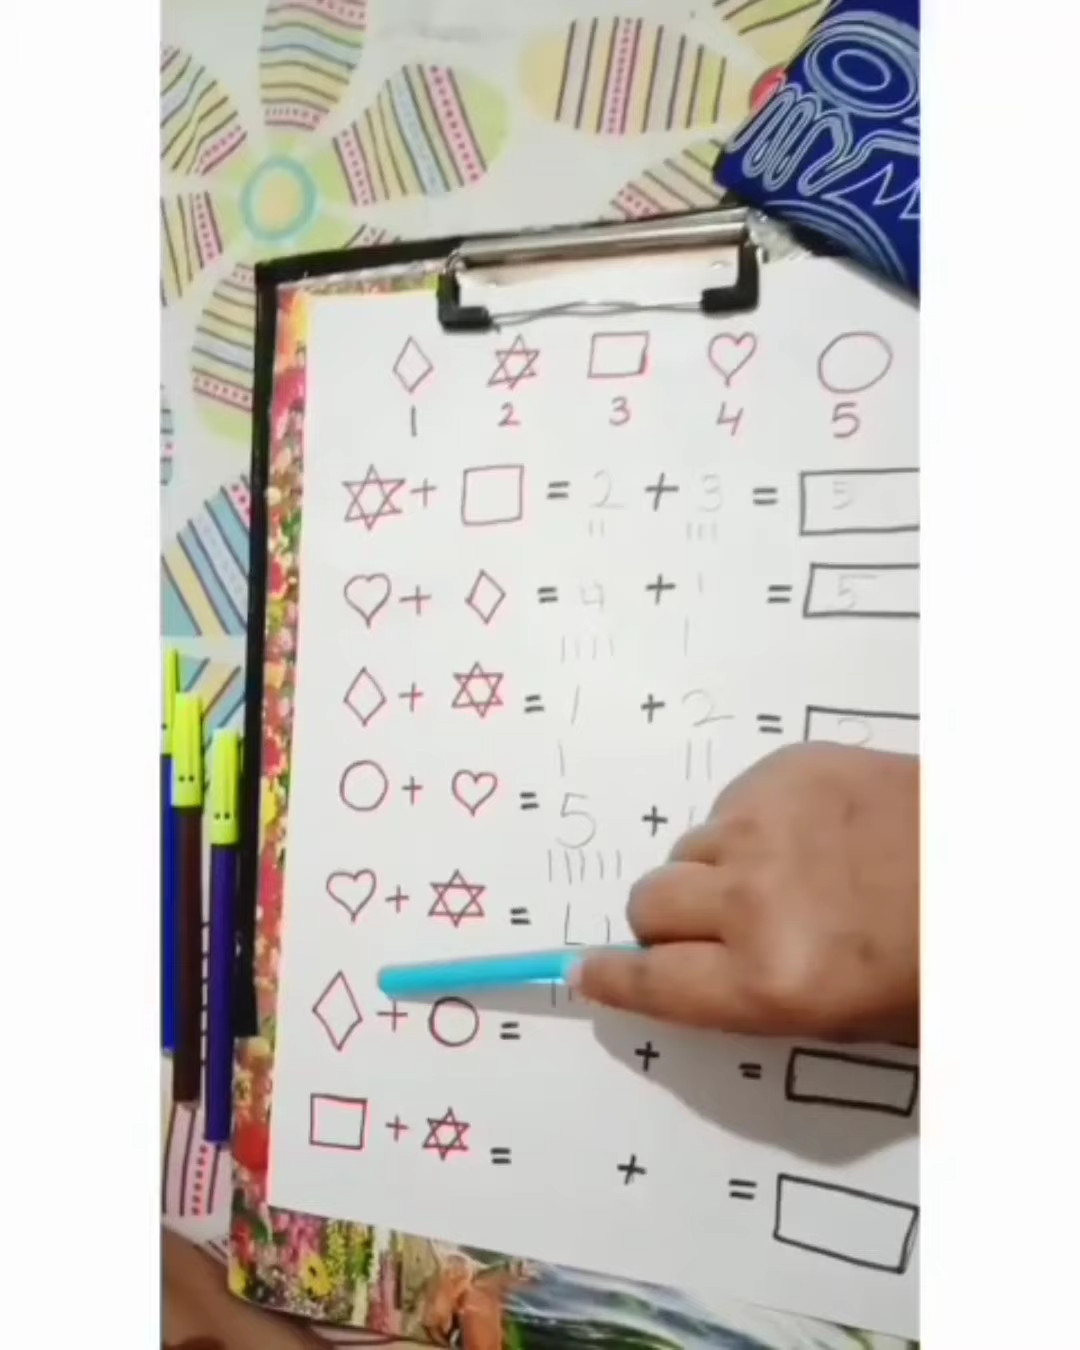 1 2 3 4 5
+ = 2 + 3 = 5
+ = 4 + 1 = 5
+ = 1 + 2 =
+ = 5 +
+ = 4
+ = + =
+ = + =